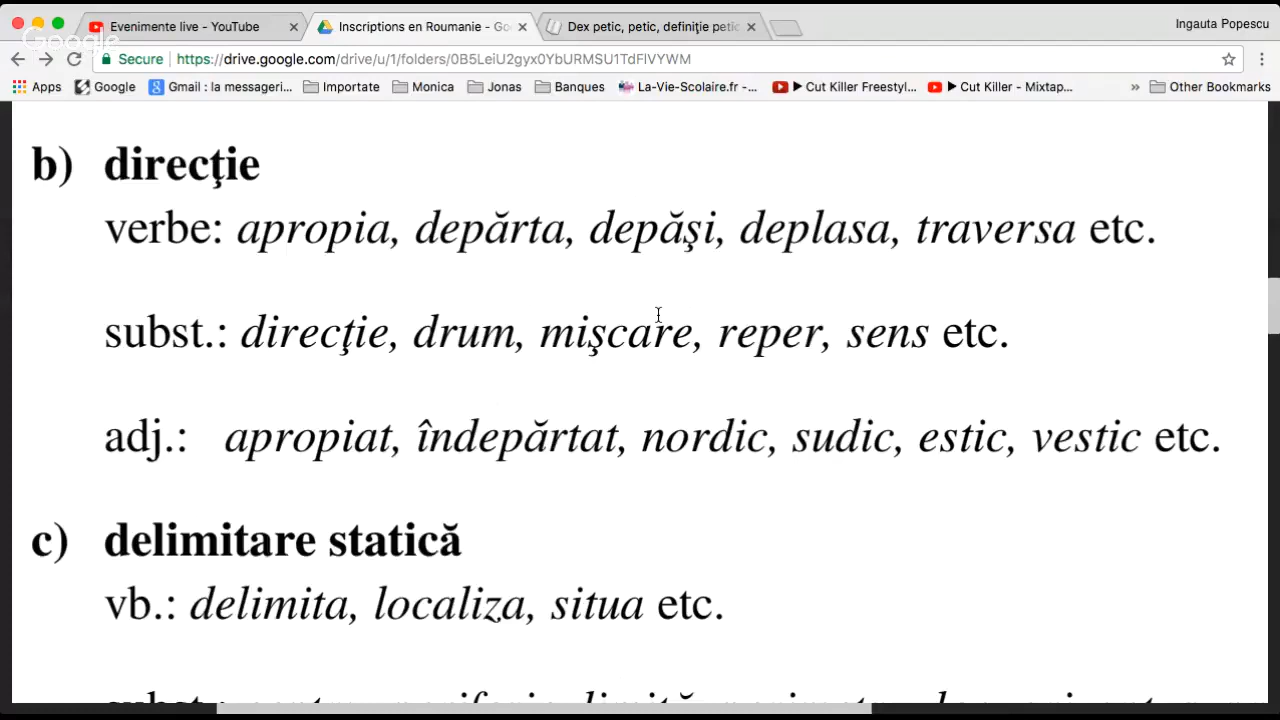 Evenimente live - YouTube
Inscriptions en Roumanie - Go
Dex petic, petic, definiție petic
Ingauta Popescu
Google
Secure
https://drive.google.com/drive/u/1/folders/0B5LeiU2gyx0YbURMSU1TdFlVYWM
Apps
Google
Gmail : la messageri...
Importate
Monica
Jonas
Banques
La-Vie-Scolaire.fr -...
Cut Killer Freestyl...
Cut Killer - Mixtap...
»
Other Bookmarks
b) direcţie
verbe: apropia, depărta, depăşi, deplasa, traversa etc.
subst.: direcţie, drum, mişcare, reper, sens etc.
adj.: apropiat, îndepărtat, nordic, sudic, estic, vestic etc.
c) delimitare statică
vb.: delimita, localiza, situa etc.